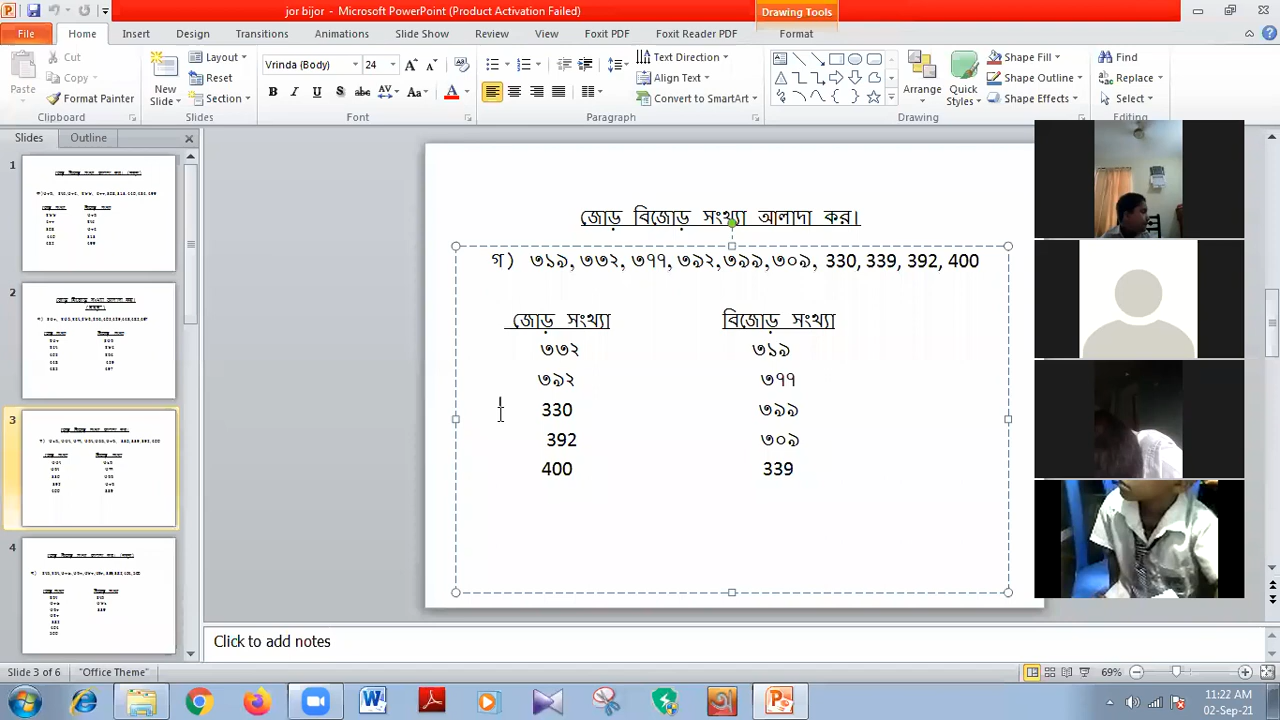 jor bijor - Microsoft PowerPoint (Product Activation Failed)
Drawing Tools
File Home Insert Design Transitions Animations Slide Show Review View Foxit PDF Foxit Reader PDF Format
Paste
Cut
Copy
Format Painter
Clipboard
New Slide
Layout
Reset
Section
Slides
Vrinda (Body) 24
Font
Text Direction
Align Text
Convert to SmartArt
Paragraph
Arrange
Quick Styles
Shape Fill
Shape Outline
Shape Effects
Drawing
Find
Replace
Select
Editing
Slides Outline
1
2
3
4
জোড় বিজোড় সংখ্যা আলাদা কর।
গ) ৩১৯, ৩৩২, ৩৭৭, ৩৯২,৩৯৯,৩০৯, 330, 339, 392, 400
জোড় সংখ্যা বিজোড় সংখ্যা
৩৩২ ৩১৯
৩৯২ ৩৭৭
330 ৩৯৯
392 ৩০৯
400 339
Click to add notes
Slide 3 of 6 "Office Theme" 69%
11:22 AM
02-Sep-21